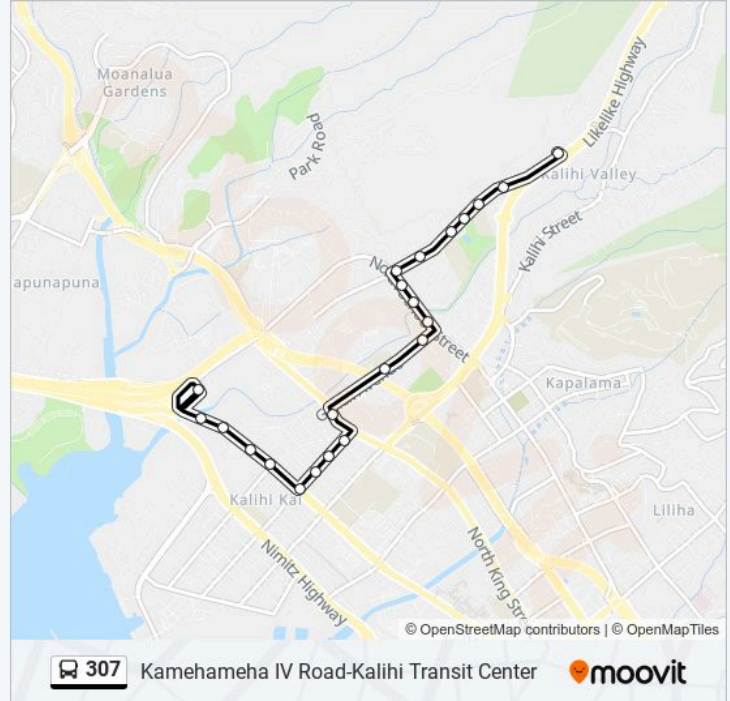 Moanalua
Gardens
Likelike Highway
Park Road
Kalihi Valley
Kalihi Street
apunapuna
No
Street
Kapalama
Kalihi Kai
Liliha
Nimitz Highway
North King Stre
© OpenStreetMap contributors | © OpenMapTiles
307 Kamehameha IV Road-Kalihi Transit Center moovit